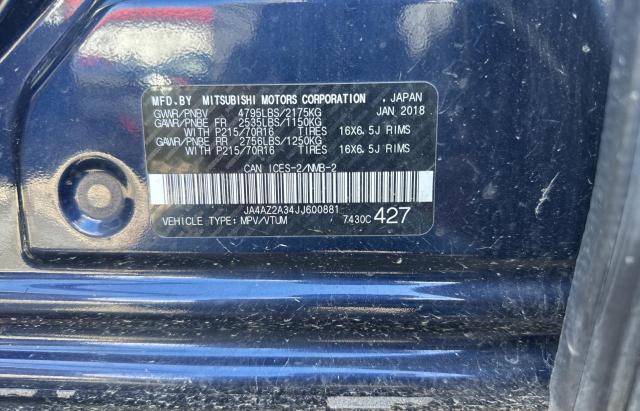 MFD.BY MITSUBISHI MOTORS CORPORATION , JAPAN
GVWR/PNBV 4795LBS/2175KG JAN 2018
GAWR/PNBE FR 2535LBS/1150KG
WITH P215/70R16 TIRES 16X6.5J RIMS
GAWR/PNBE RR 2756LBS/1250KG
WITH P215/70R16 TIRES 16X6.5J RIMS
CAN ICES-2/NMB-2
JA4AZ2A34JJ600881
VEHICLE TYPE: MPV/VTUM 7430C 427